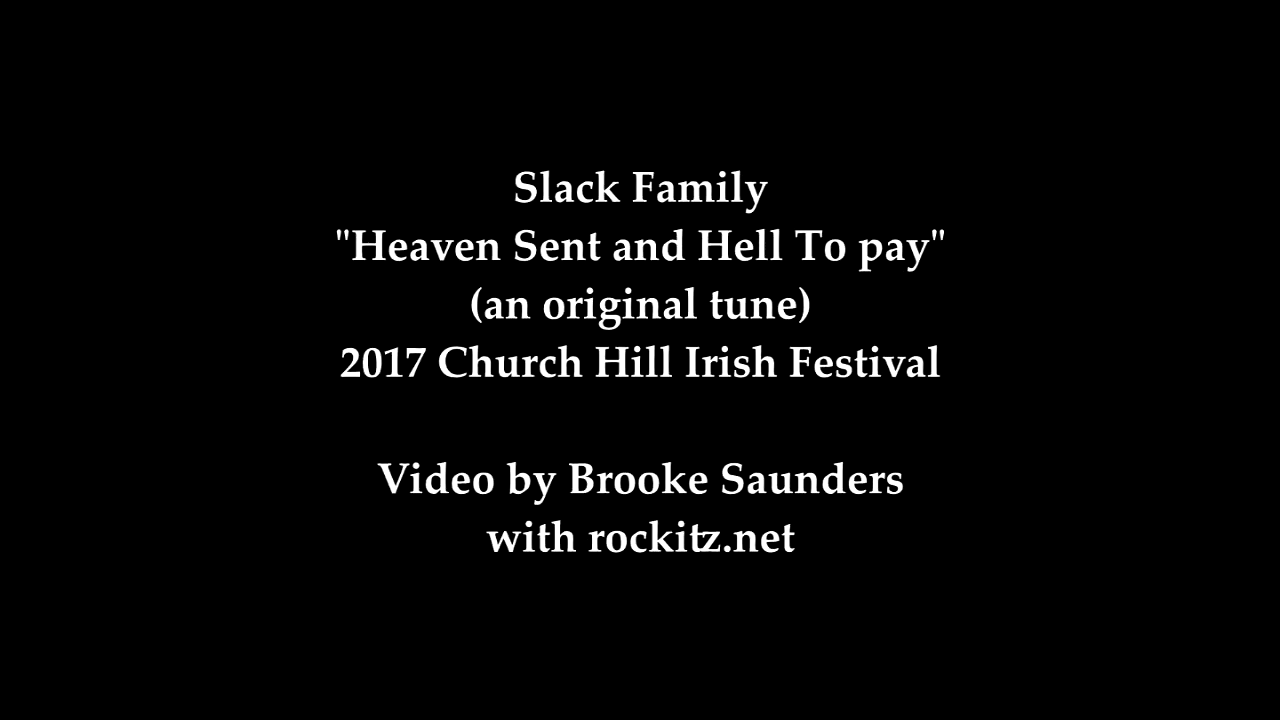 Slack Family
"Heaven Sent and Hell To pay"
(an original tune)
2017 Church Hill Irish Festival
Video by Brooke Saunders
with rockitz.net